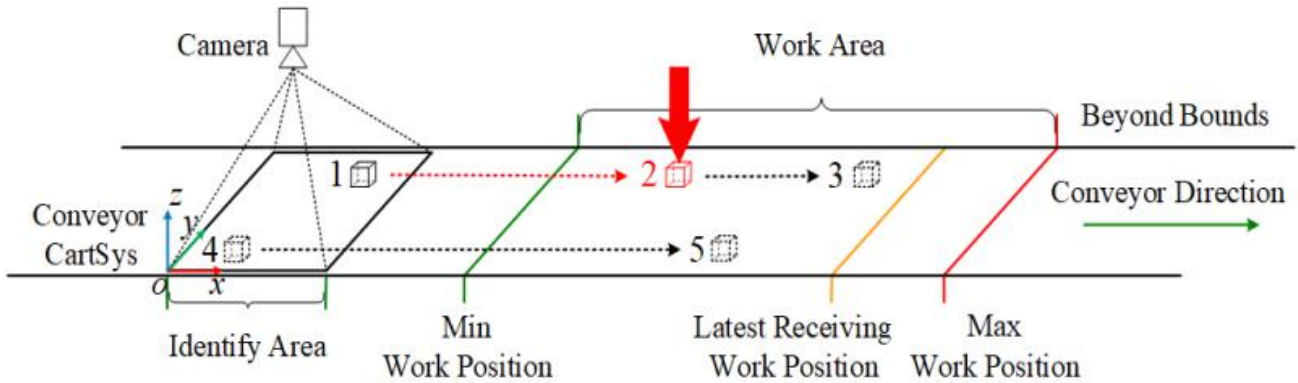 Camera
Work Area
Beyond Bounds
1
2
3
Conveyor Direction
z
y
Conveyor
CartSys
4
5
o
x
Identify Area
Min
Work Position
Latest Receiving
Work Position
Max
Work Position